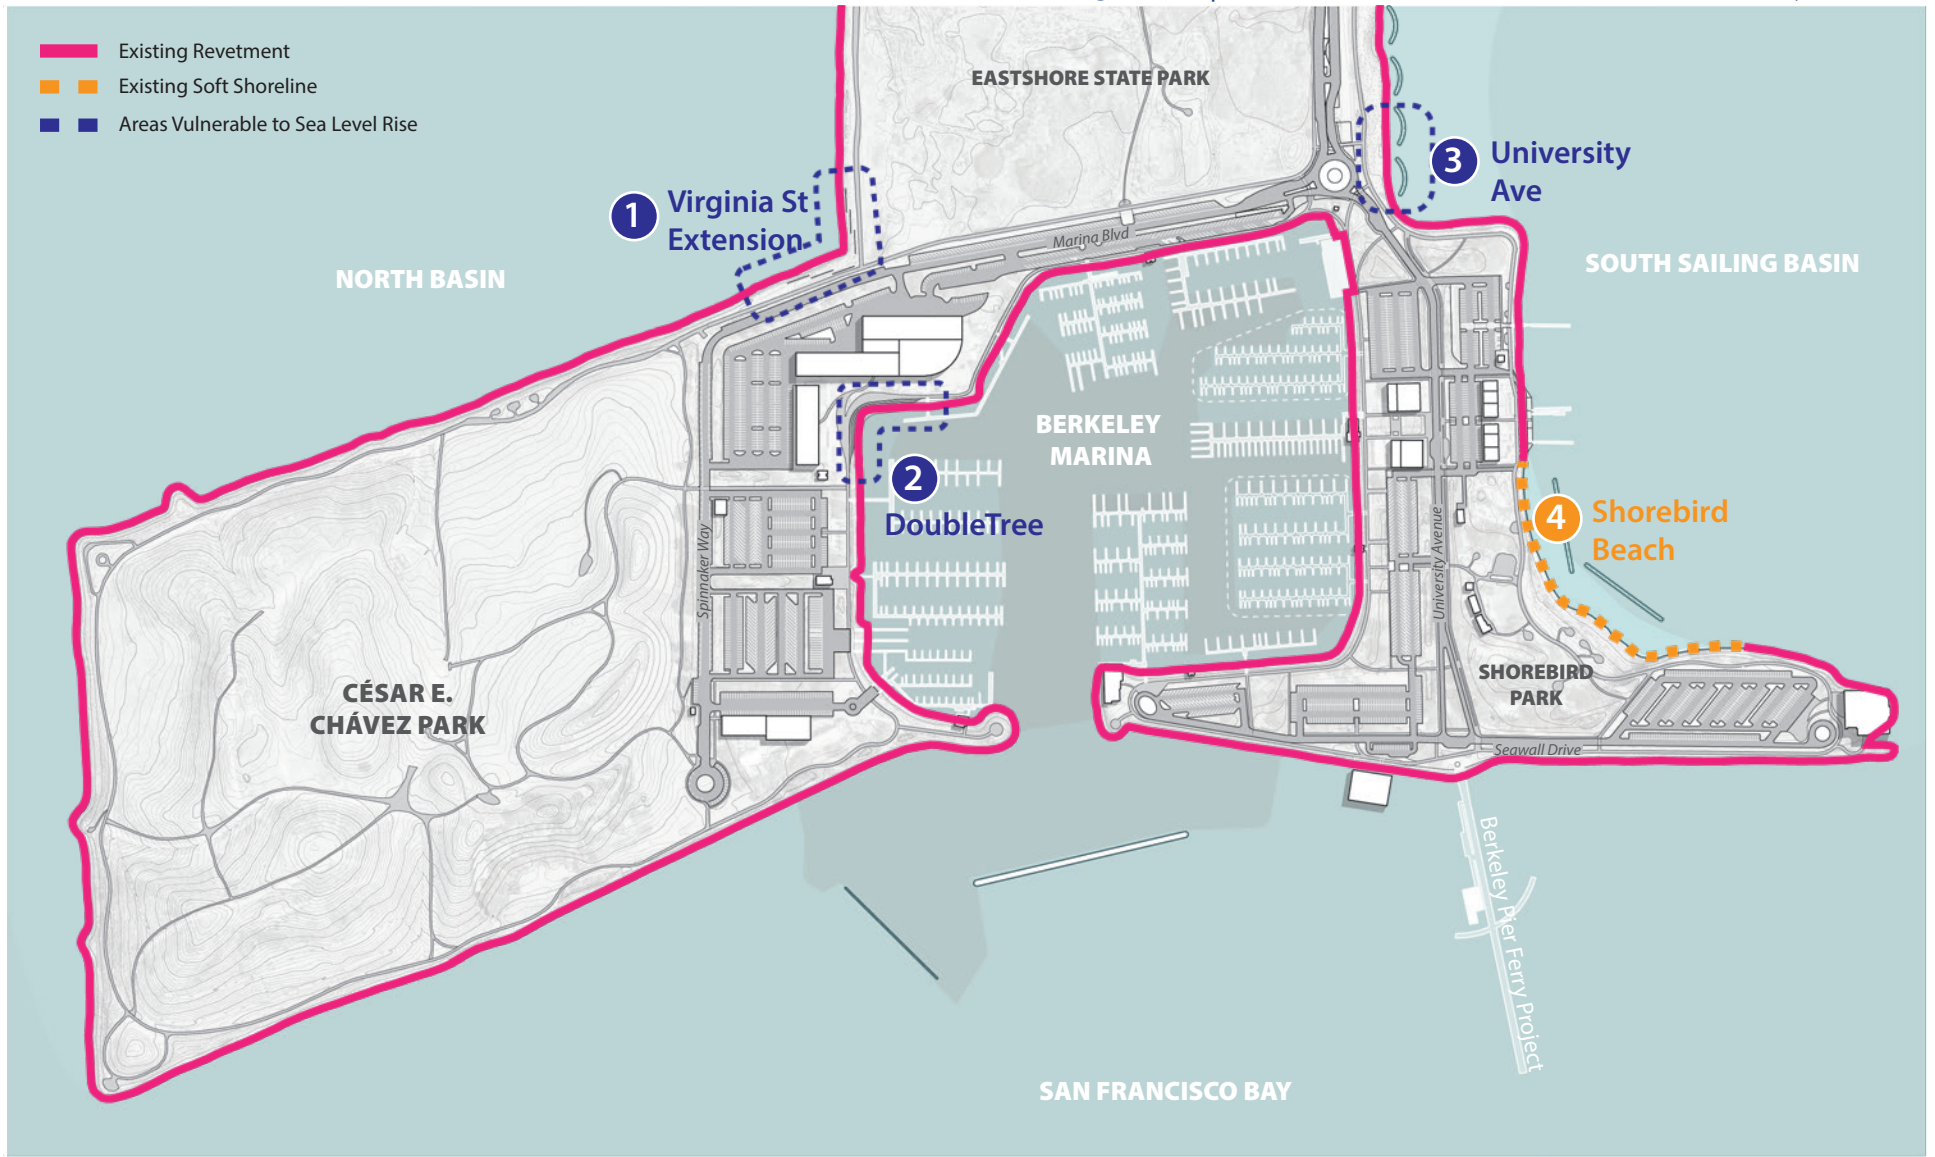 Existing Revetment
Existing Soft Shoreline
Areas Vulnerable to Sea Level Rise
EASTSHORE STATE PARK
1
Virginia St
Extension
3
University
Ave
Marina Blvd
NORTH BASIN
SOUTH SAILING BASIN
BERKELEY
MARINA
2
DoubleTree
4
Shorebird
Beach
Spinnaker Way
University Avenue
CÉSAR E.
CHÁVEZ PARK
SHOREBIRD
PARK
Seawall Drive
Berkeley Pier Ferry Project
SAN FRANCISCO BAY